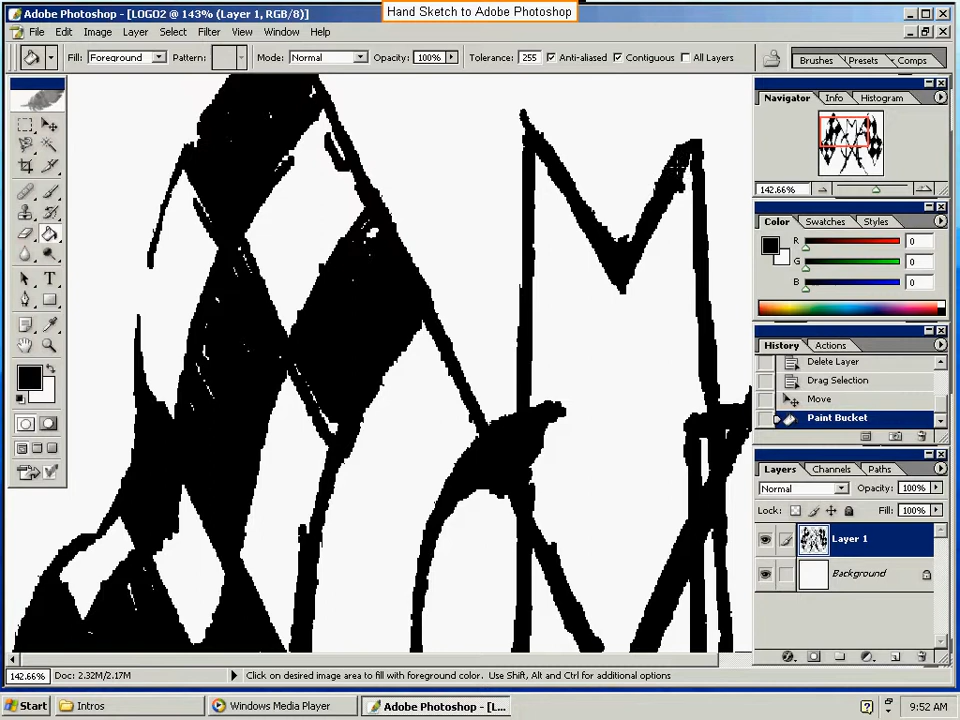 Hand Sketch to Adobe Photoshop
Adobe Photoshop - [LOGO2 @ 143% (Layer 1, RGB/8)]
File Edit Image Layer Select Filter View Window Help
Fill: Foreground Pattern: Mode: Normal Opacity: 100% Tolerance: 255 Anti-aliased Contiguous All Layers
Brushes Presets Comps
Navigator Info Histogram
142.66%
Color Swatches Styles
R 0
G 0
B 0
History Actions
Delete Layer
Drag Selection
Move
Paint Bucket
Layers Channels Paths
Normal Opacity: 100%
Lock: Fill: 100%
Layer 1
Background
142.66% Doc: 2.32M/2.17M Click on desired image area to fill with foreground color. Use Shift, Alt and Ctrl for additional options
Start Intros Windows Media Player Adobe Photoshop - [L... 9:52 AM